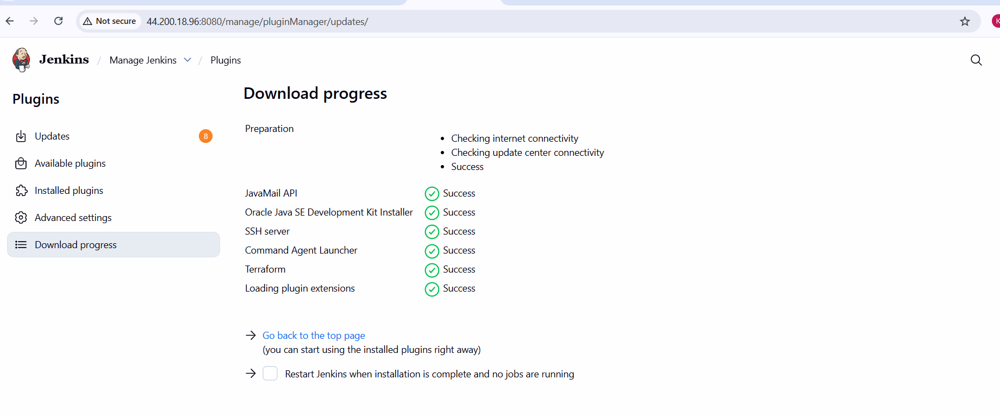 Not secure 44.200.18.96:8080/manage/pluginManager/updates/
K
Jenkins / Manage Jenkins / Plugins
Plugins
Updates 8
Available plugins
Installed plugins
Advanced settings
Download progress
Download progress
Preparation
• Checking internet connectivity
• Checking update center connectivity
• Success
JavaMail API Success
Oracle Java SE Development Kit Installer Success
SSH server Success
Command Agent Launcher Success
Terraform Success
Loading plugin extensions Success
→ Go back to the top page
(you can start using the installed plugins right away)
→ Restart Jenkins when installation is complete and no jobs are running